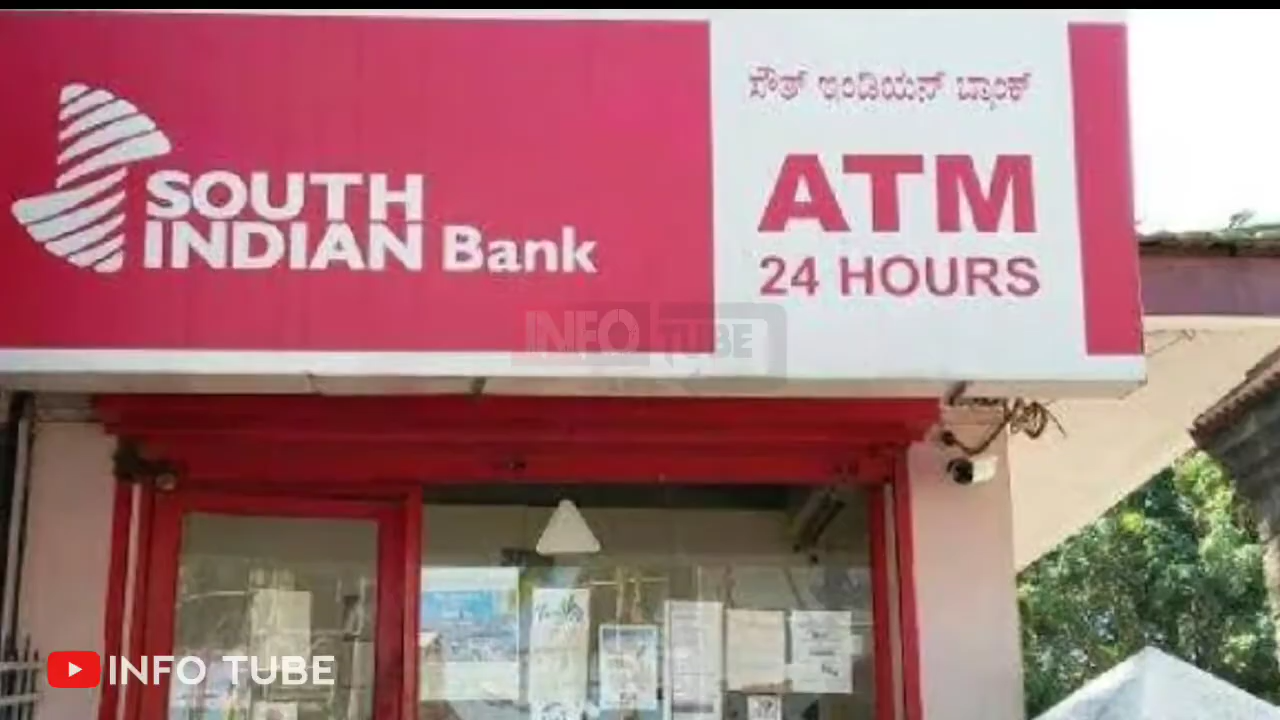 SOUTH
INDIAN Bank
ಸೌತ್ ಇಂಡಿಯನ್ ಬ್ಯಾಂಕ್
ATM
24 HOURS
INFO TUBE
INFO TUBE